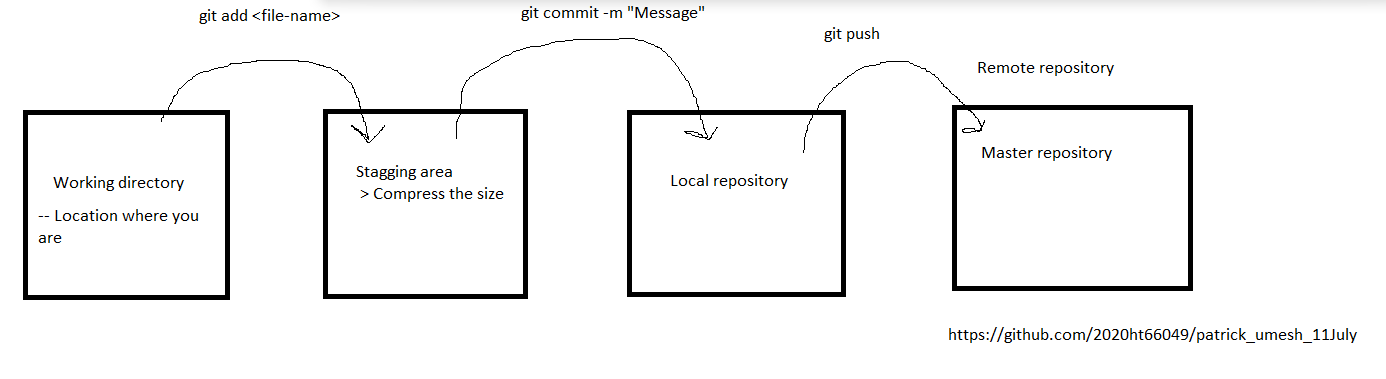 git add <file-name>
git commit -m "Message"
git push
Remote repository
Working directory
-- Location where you
are
Stagging area
> Compress the size
Local repository
Master repository
https://github.com/2020ht66049/patrick_umesh_11July